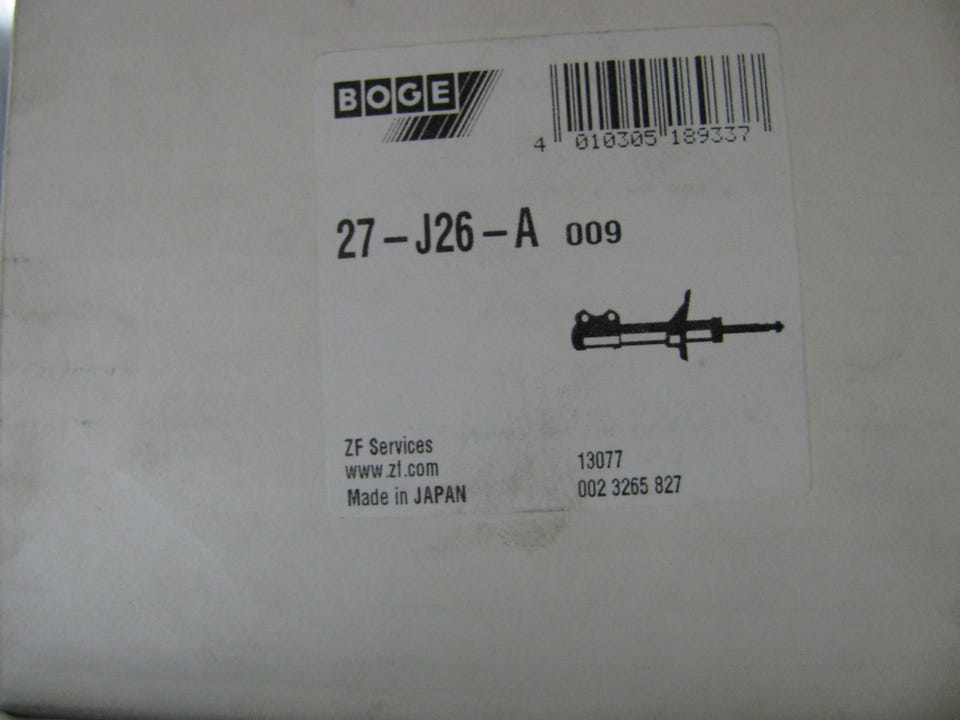 BOGE
4 010305 189337
27-J26-A 009
ZF Services
www.zf.com
Made in JAPAN
13077
002 3265 827